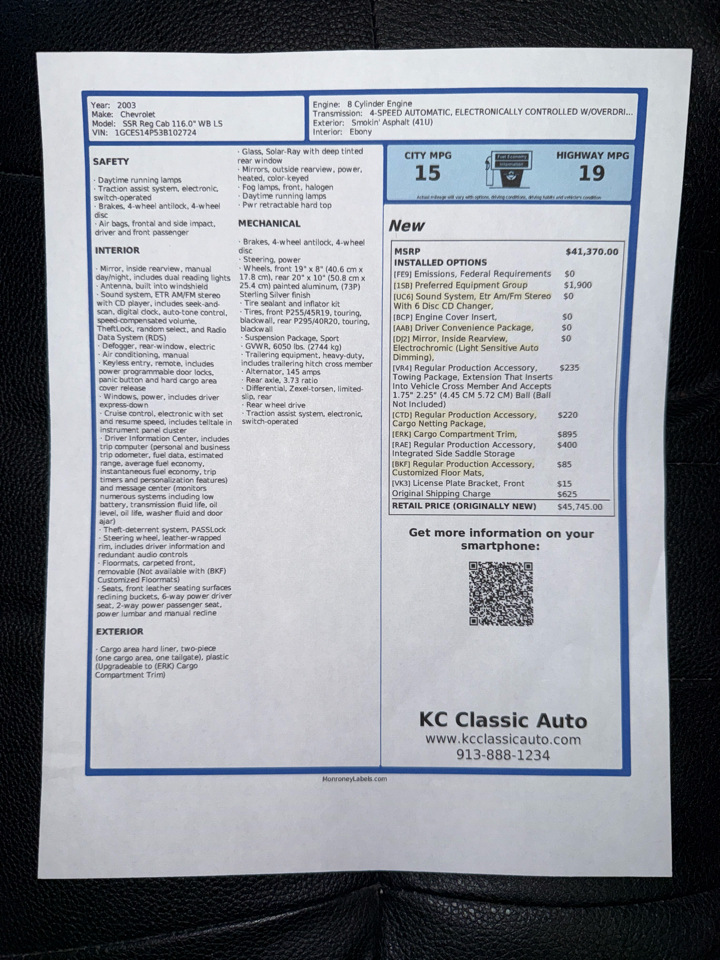 Year: 2003
Make: Chevrolet
Model: SSR Reg Cab 116.0" WB LS
VIN: 1GCES14P53B102724
Engine: 8 Cylinder Engine
Transmission: 4-SPEED AUTOMATIC, ELECTRONICALLY CONTROLLED W/OVERDRI...
Exterior: Smokin' Asphalt (41U)
Interior: Ebony
SAFETY
· Daytime running lamps
· Traction assist system, electronic,
switch-operated
· Brakes, 4-wheel antilock, 4-wheel
disc
· Air bags, frontal and side impact,
driver and front passenger
INTERIOR
· Mirror, inside rearview, manual
day/night, includes dual reading lights
· Antenna, built into windshield
· Sound system, ETR AM/FM stereo
with CD player, includes seek-and-
scan, digital clock, auto-tone control,
speed-compensated volume,
TheftLock, random select, and Radio
Data System (RDS)
· Defogger, rear-window, electric
· Air conditioning, manual
· Keyless entry, remote, includes
power programmable door locks,
panic button and hard cargo area
cover release
· Windows, power, includes driver
express-down
· Cruise control, electronic with set
and resume speed, includes telltale in
instrument panel cluster
· Driver Information Center, includes
trip computer (personal and business
trip odometer, fuel data, estimated
range, average fuel economy,
instantaneous fuel economy, trip
timers and personalization features)
and message center (monitors
numerous systems including low
battery, transmission fluid life, oil
level, oil life, washer fluid and door
ajar)
· Theft-deterrent system, PASSLock
· Steering wheel, leather-wrapped
rim, includes driver information and
redundant audio controls
· Floormats, carpeted front,
removable (Not available with (BKF)
Customized Floormats)
· Seats, front leather seating surfaces
reclining buckets, 6-way power driver
seat, 2-way power passenger seat,
power lumbar and manual recline
EXTERIOR
· Cargo area hard liner, two-piece
(one cargo area, one tailgate), plastic
(Upgradeable to (ERK) Cargo
Compartment Trim)
· Glass, Solar-Ray with deep tinted
rear window
· Mirrors, outside rearview, power,
heated, color-keyed
· Fog lamps, front, halogen
· Daytime running lamps
· Pwr retractable hard top
MECHANICAL
· Brakes, 4-wheel antilock, 4-wheel
disc
· Steering, power
· Wheels, front 19" x 8" (40.6 cm x
17.8 cm), rear 20" x 10" (50.8 cm x
25.4 cm) painted aluminum, (73P)
Sterling Silver finish
· Tire sealant and inflator kit
· Tires, front P255/45R19, touring,
blackwall, rear P295/40R20, touring,
blackwall
· Suspension Package, Sport
· GVWR, 6050 lbs. (2744 kg)
· Trailering equipment, heavy-duty,
includes trailering hitch cross member
· Alternator, 145 amps
· Rear axle, 3.73 ratio
· Differential, Zexel-torsen, limited-
slip, rear
· Rear wheel drive
· Traction assist system, electronic,
switch-operated
CITY MPG
15
Fuel Economy
Information
HIGHWAY MPG
19
Actual mileage will vary with options, driving conditions, driving habits and vehicle's condition
New
MSRP $41,370.00
INSTALLED OPTIONS
[FE9] Emissions, Federal Requirements $0
[1SB] Preferred Equipment Group $1,900
[UC6] Sound System, Etr Am/Fm Stereo $0
With 6 Disc CD Changer,
[BCP] Engine Cover Insert, $0
[AAB] Driver Convenience Package, $0
[DJ2] Mirror, Inside Rearview, $0
Electrochromic (Light Sensitive Auto
Dimming),
[VR4] Regular Production Accessory, $235
Towing Package, Extension That Inserts
Into Vehicle Cross Member And Accepts
1.75" 2.25" (4.45 CM 5.72 CM) Ball (Ball
Not Included)
[CTD] Regular Production Accessory, $220
Cargo Netting Package,
[ERK] Cargo Compartment Trim, $895
[RAE] Regular Production Accessory, $400
Integrated Side Saddle Storage
[BKF] Regular Production Accessory, $85
Customized Floor Mats,
[VK3] License Plate Bracket, Front $15
Original Shipping Charge $625
RETAIL PRICE (ORIGINALLY NEW) $45,745.00
Get more information on your
smartphone:
KC Classic Auto
www.kcclassicauto.com
913-888-1234
MonroneyLabels.com